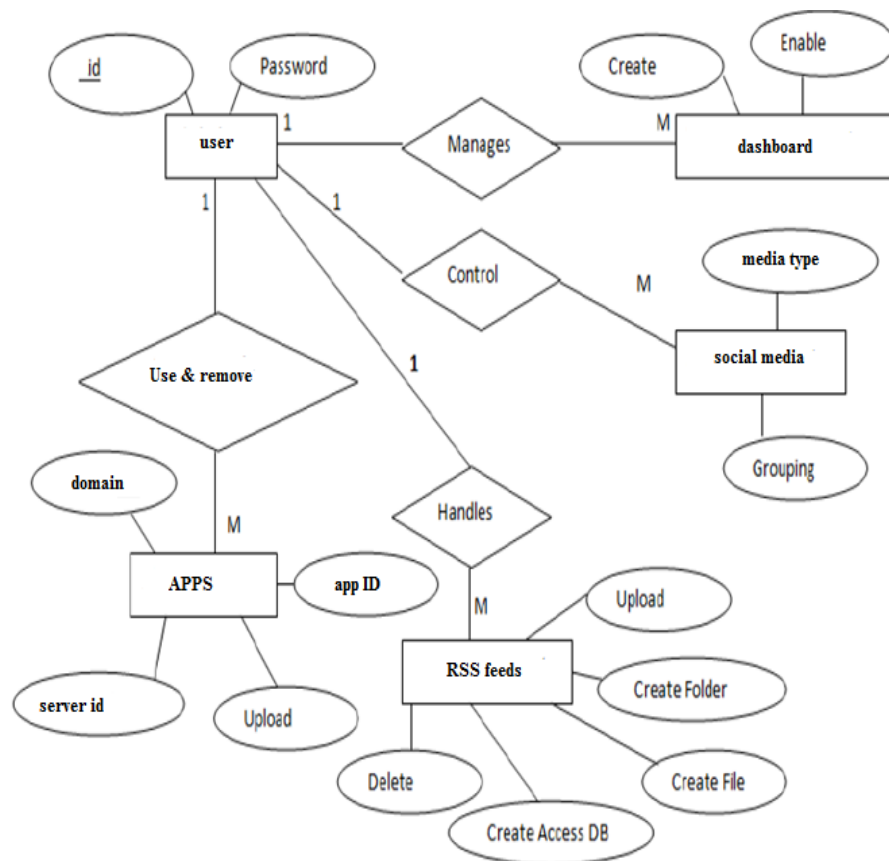 Enable
_id
Password
Create
1
M
user
Manages
dashboard
1
1
media type
Control
M
social media
1
Use & remove
Grouping
domain
Handles
M
APPS
app ID
M
Upload
RSS feeds
Create Folder
server id
Upload
Delete
Create File
Create Access DB